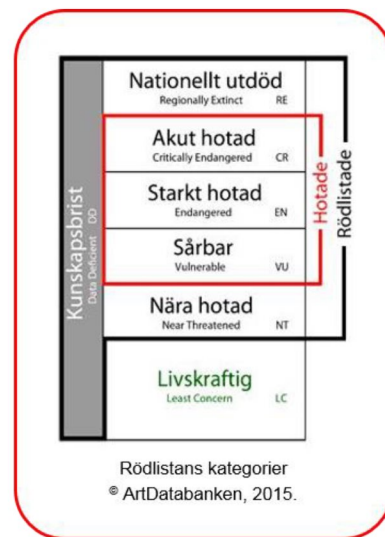 Nationellt utdöd
Regionally Extinct RE
Akut hotad
Critically Endangered CR
Starkt hotad
Endangered EN
Sårbar
Vulnerable VU
Nära hotad
Near Threatened NT
Livskraftig
Least Concern LC
Kunskapsbrist
Data Deficient DD
Hotade
Rödlistade
Rödlistans kategorier
© ArtDatabanken, 2015.